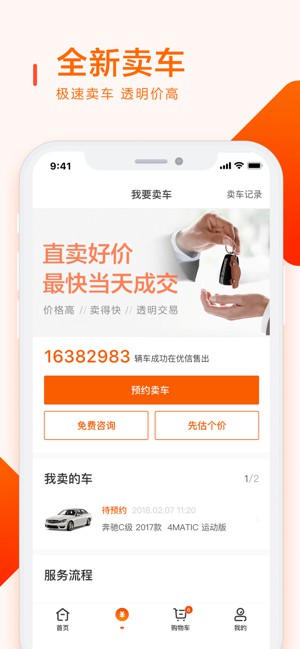 全新卖车
极速卖车 透明价高
9:41
我要卖车
卖车记录
直卖好价
最快当天成交
价格高 // 卖得快 // 透明交易
16382983 辆车成功在优信售出
预约卖车
免费咨询
先估个价
我卖的车
1/2
待预约 2018.02.07 11:20
奔驰C级 2017款 4MATIC 运动版
服务流程
首页
购物车
6
我的